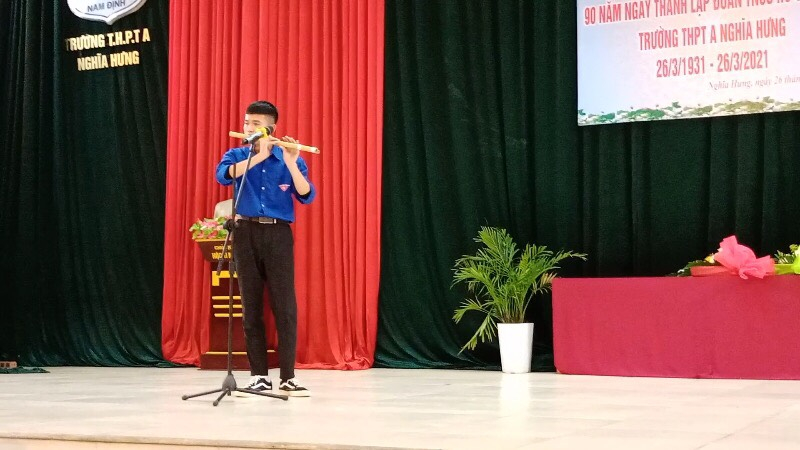 NAM ĐỊNH
TRƯỜNG T.H.P.T A
NGHĨA HƯNG
90 NĂM NGÀY THÀNH LẬP ĐOÀN TNCS
TRƯỜNG THPT A NGHĨA HƯNG
26/3/1931 - 26/3/2021
Nghĩa Hưng, ngày 26